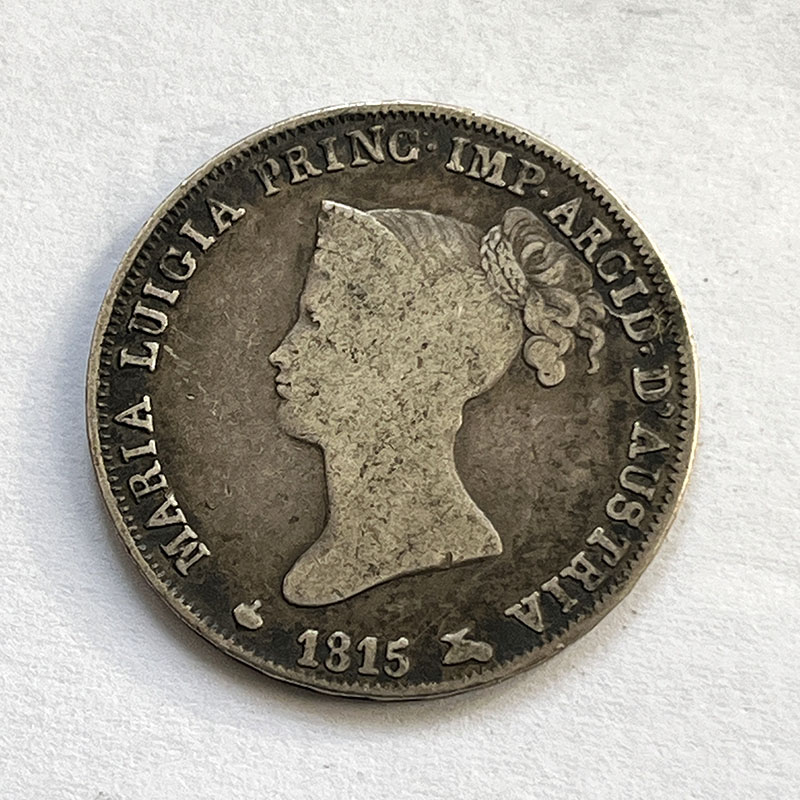 MARIA LUIGIA PRINC· IMP· ARCID· D'AUSTRIA
1815